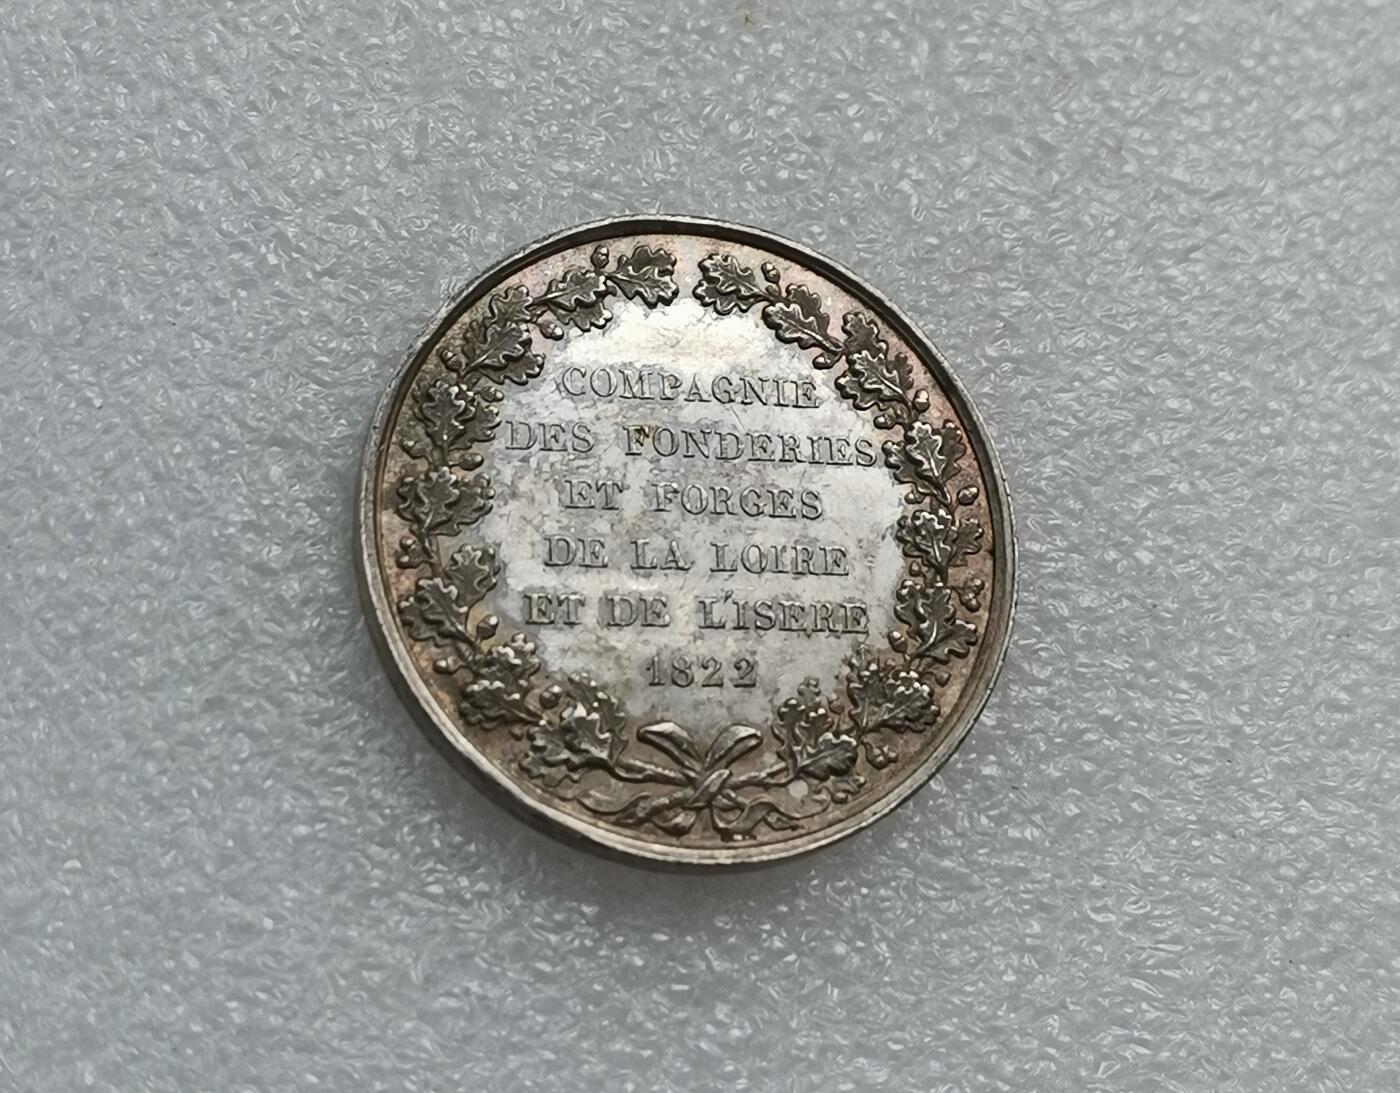 COMPAGNIE
DES FONDERIES
ET FORGES
DE LA LOIRE
ET DE L'ISERE
1822